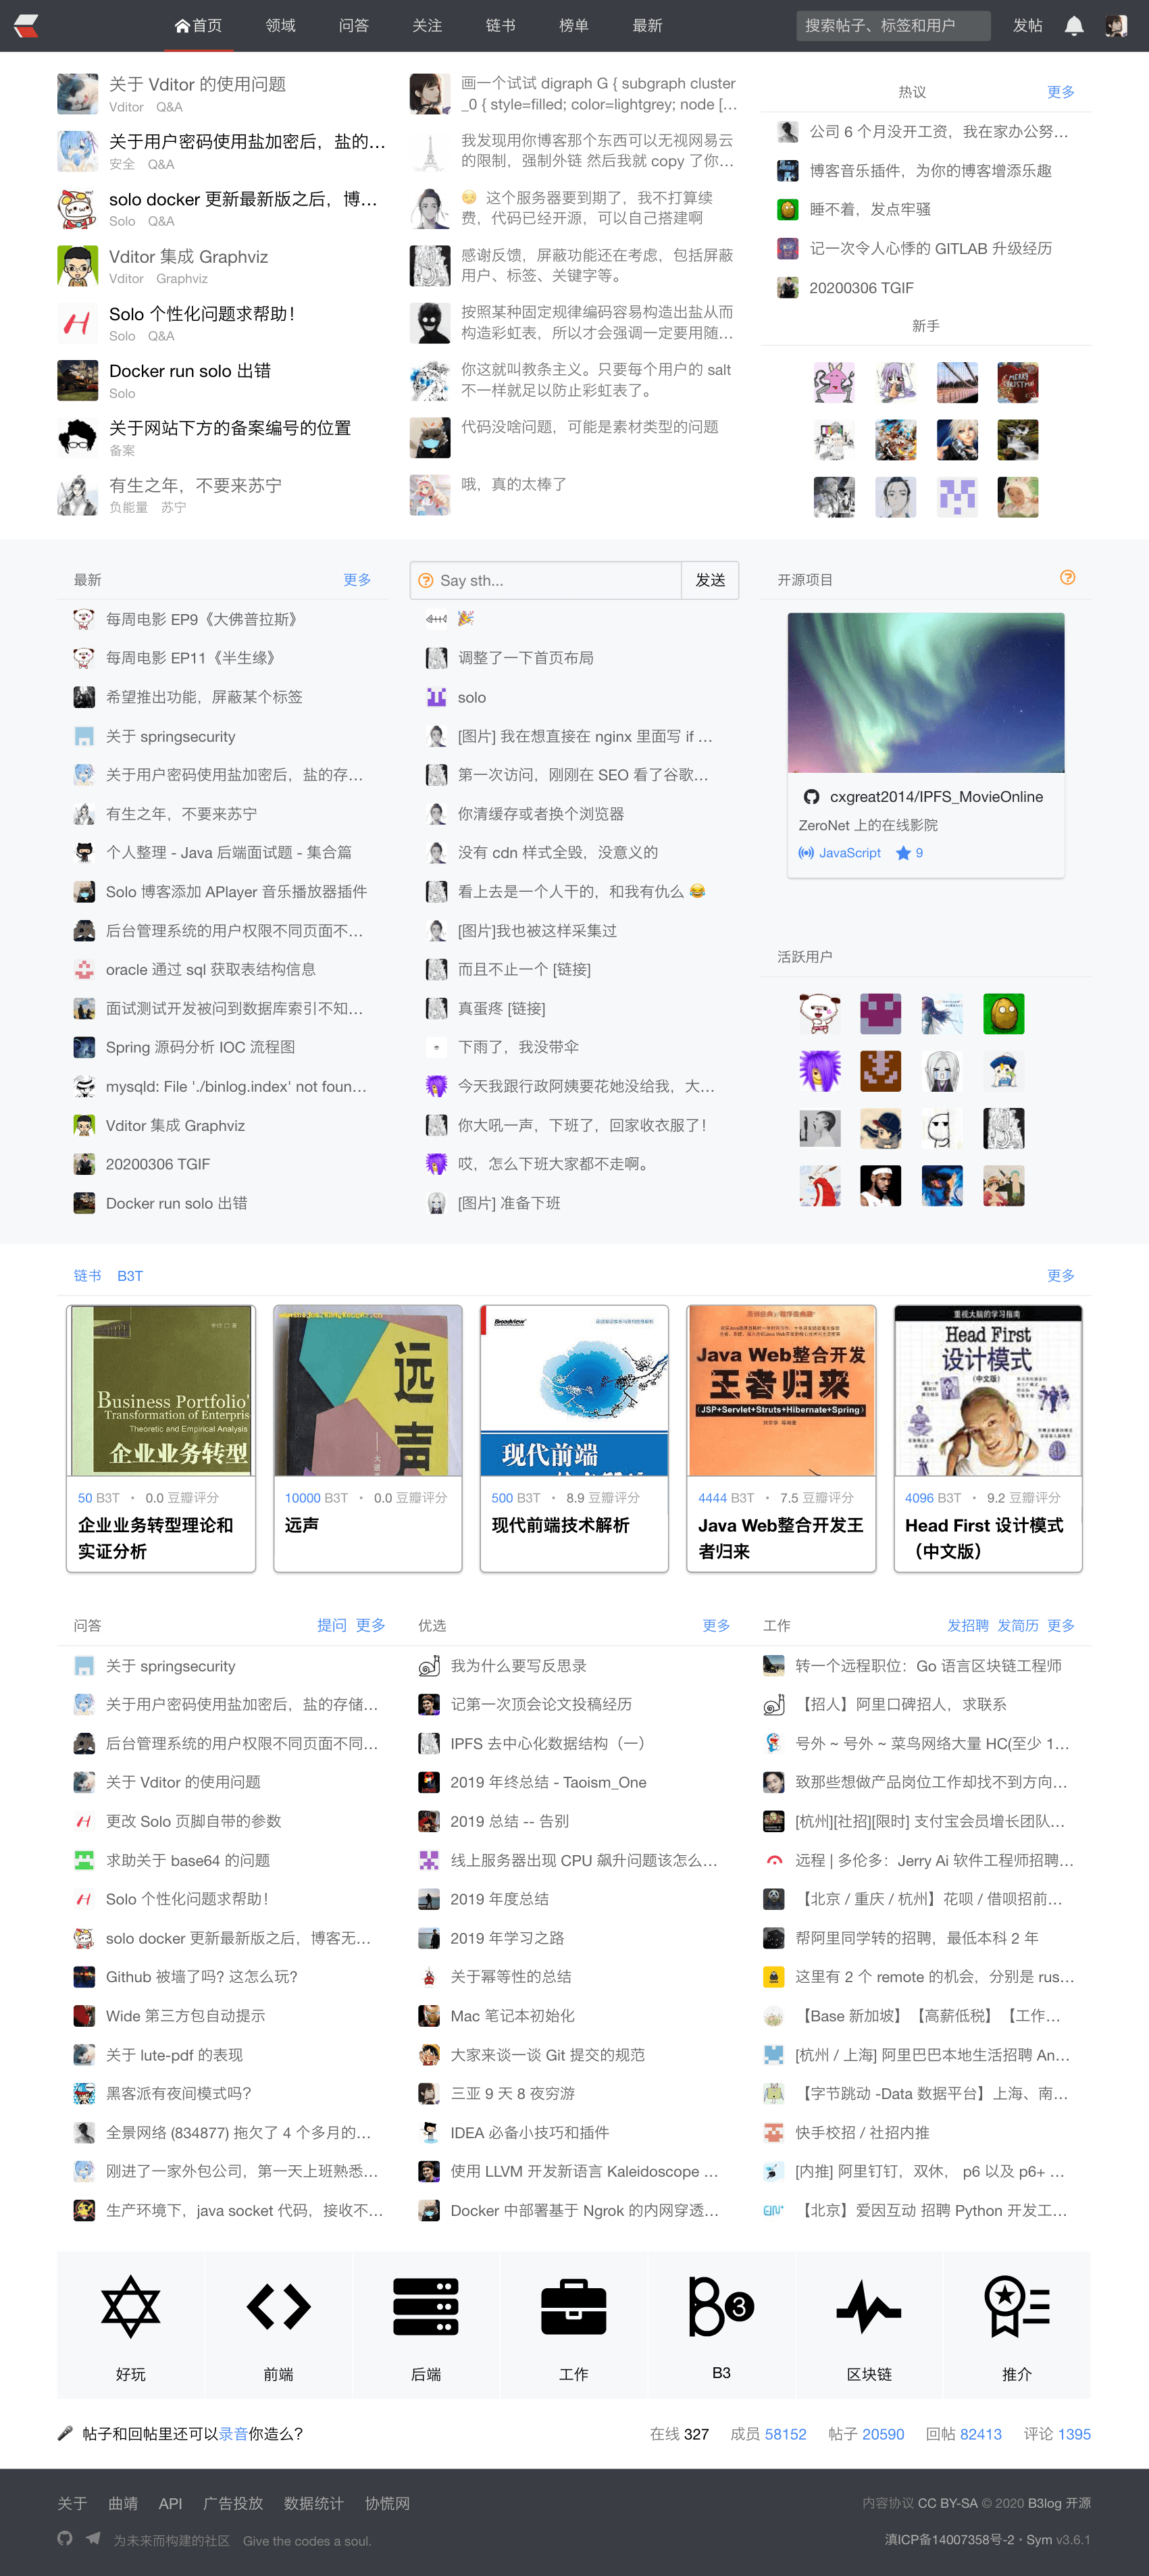 首页 领域 问答 关注 链书 榜单 最新 搜索帖子、标签和用户 发帖
关于 Vditor 的使用问题
Vditor Q&A
关于用户密码使用盐加密后，盐的...
安全 Q&A
solo docker 更新最新版之后，博...
Solo Q&A
Vditor 集成 Graphviz
Vditor Graphviz
Solo 个性化问题求帮助！
Solo Q&A
Docker run solo 出错
Solo
关于网站下方的备案编号的位置
备案
有生之年，不要来苏宁
负能量 苏宁
画一个试试 digraph G { subgraph cluster
_0 { style=filled; color=lightgrey; node [...
我发现用你博客那个东西可以无视网易云
的限制，强制外链 然后我就 copy 了你...
😏 这个服务器要到期了，我不打算续
费，代码已经开源，可以自己搭建啊
感谢反馈，屏蔽功能还在考虑，包括屏蔽
用户、标签、关键字等。
按照某种固定规律编码容易构造出盐从而
构造彩虹表，所以才会强调一定要用随...
你这就叫教条主义。只要每个用户的 salt
不一样就足以防止彩虹表了。
代码没啥问题，可能是素材类型的问题
哦，真的太棒了
热议 更多
公司 6 个月没开工资，我在家办公努...
博客音乐插件，为你的博客增添乐趣
睡不着，发点牢骚
记一次令人心悸的 GITLAB 升级经历
20200306 TGIF
新手
最新 更多
每周电影 EP9《大佛普拉斯》
每周电影 EP11《半生缘》
希望推出功能，屏蔽某个标签
关于 springsecurity
关于用户密码使用盐加密后，盐的存...
有生之年，不要来苏宁
个人整理 - Java 后端面试题 - 集合篇
Solo 博客添加 APlayer 音乐播放器插件
后台管理系统的用户权限不同页面不...
oracle 通过 sql 获取表结构信息
面试测试开发被问到数据库索引不知...
Spring 源码分析 IOC 流程图
mysqld: File './binlog.index' not foun...
Vditor 集成 Graphviz
20200306 TGIF
Docker run solo 出错
Say sth... 发送
🎉
调整了一下首页布局
solo
[图片] 我在想直接在 nginx 里面写 if ...
第一次访问，刚刚在 SEO 看了谷歌...
你清缓存或者换个浏览器
没有 cdn 样式全毁，没意义的
看上去是一个人干的，和我有仇么 😂
[图片]我也被这样采集过
而且不止一个 [链接]
真蛋疼 [链接]
下雨了，我没带伞
今天我跟行政阿姨要花她没给我，大...
你大吼一声，下班了，回家收衣服了！
哎，怎么下班大家都不走啊。
[图片] 准备下班
开源项目
cxgreat2014/IPFS_MovieOnline
ZeroNet 上的在线影院
JavaScript 9
活跃用户
链书 B3T 更多
Business Portfolio'
Transformation of Enterpris
Theoretic and Empirical Analysis
企业业务转型
50 B3T • 0.0 豆瓣评分
企业业务转型理论和
实证分析
远声
10000 B3T • 0.0 豆瓣评分
远声
Broadview
现代前端
500 B3T • 8.9 豆瓣评分
现代前端技术解析
Java Web整合开发
王者归来
(JSP+Servlet+Struts+Hibernate+Spring)
4444 B3T • 7.5 豆瓣评分
Java Web整合开发王
者归来
重视大脑的学习指南
Head First
设计模式
(中文版)
4096 B3T • 9.2 豆瓣评分
Head First 设计模式
（中文版）
问答 提问 更多
关于 springsecurity
关于用户密码使用盐加密后，盐的存储...
后台管理系统的用户权限不同页面不同...
关于 Vditor 的使用问题
更改 Solo 页脚自带的参数
求助关于 base64 的问题
Solo 个性化问题求帮助！
solo docker 更新最新版之后，博客无...
Github 被墙了吗? 这怎么玩?
Wide 第三方包自动提示
关于 lute-pdf 的表现
黑客派有夜间模式吗?
全景网络 (834877) 拖欠了 4 个多月的...
刚进了一家外包公司，第一天上班熟悉...
生产环境下，java socket 代码，接收不...
优选 更多
我为什么要写反思录
记第一次顶会论文投稿经历
IPFS 去中心化数据结构（一）
2019 年终总结 - Taoism_One
2019 总结 -- 告别
线上服务器出现 CPU 飙升问题该怎么...
2019 年度总结
2019 年学习之路
关于幂等性的总结
Mac 笔记本初始化
大家来谈一谈 Git 提交的规范
三亚 9 天 8 夜穷游
IDEA 必备小技巧和插件
使用 LLVM 开发新语言 Kaleidoscope ...
Docker 中部署基于 Ngrok 的内网穿透...
工作 发招聘 发简历 更多
转一个远程职位：Go 语言区块链工程师
【招人】阿里口碑招人，求联系
号外 ~ 号外 ~ 菜鸟网络大量 HC(至少 1...
致那些想做产品岗位工作却找不到方向...
[杭州][社招][限时] 支付宝会员增长团队...
远程 | 多伦多：Jerry Ai 软件工程师招聘...
【北京 / 重庆 / 杭州】花呗 / 借呗招前...
帮阿里同学转的招聘，最低本科 2 年
这里有 2 个 remote 的机会，分别是 rus...
【Base 新加坡】【高薪低税】【工作...
[杭州 / 上海] 阿里巴巴本地生活招聘 An...
【字节跳动 -Data 数据平台】上海、南...
快手校招 / 社招内推
[内推] 阿里钉钉，双休， p6 以及 p6+ ...
【北京】爱因互动 招聘 Python 开发工...
好玩 前端 后端 工作 B3 区块链 推介
帖子和回帖里还可以录音你造么？ 在线 327 成员 58152 帖子 20590 回帖 82413 评论 1395
关于 曲靖 API 广告投放 数据统计 协慌网 内容协议 CC BY-SA © 2020 B3log 开源
为未来而构建的社区 Give the codes a soul. 滇ICP备14007358号-2 • Sym v3.6.1